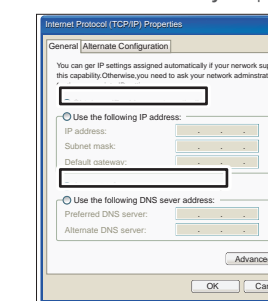 Internet Protocol (TCP/IP) Properties
General Alternate Configuration
You can ger IP settings assigned automatically if your nerwork sup
this capability.Otherwise,you need to ask your network adminstrat
Use the following IP address:
IP address:
Subnet mask:
Default gateway:
Use the following DNS sever address:
Preferred DNS server:
Alternate DNS server:
Advance
OK Can